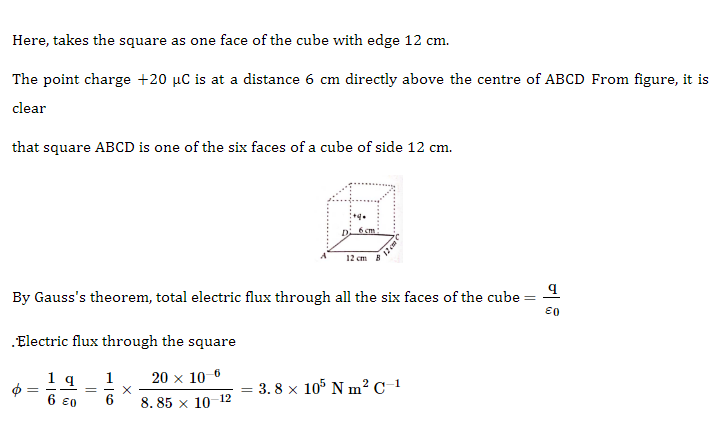 Here, takes the square as one face of the cube with edge 12 cm.
The point charge +20 μC is at a distance 6 cm directly above the centre of ABCD From figure, it is
clear
that square ABCD is one of the six faces of a cube of side 12 cm.
+q•
D 6 cm C
A 12 cm B 12 cm
By Gauss's theorem, total electric flux through all the six faces of the cube = q/ε0
.Electric flux through the square
ϕ = 1/6 q/ε0 = 1/6 × (20 × 10⁻⁶)/(8. 85 × 10⁻¹²) = 3. 8 × 10⁵ N m² C⁻¹